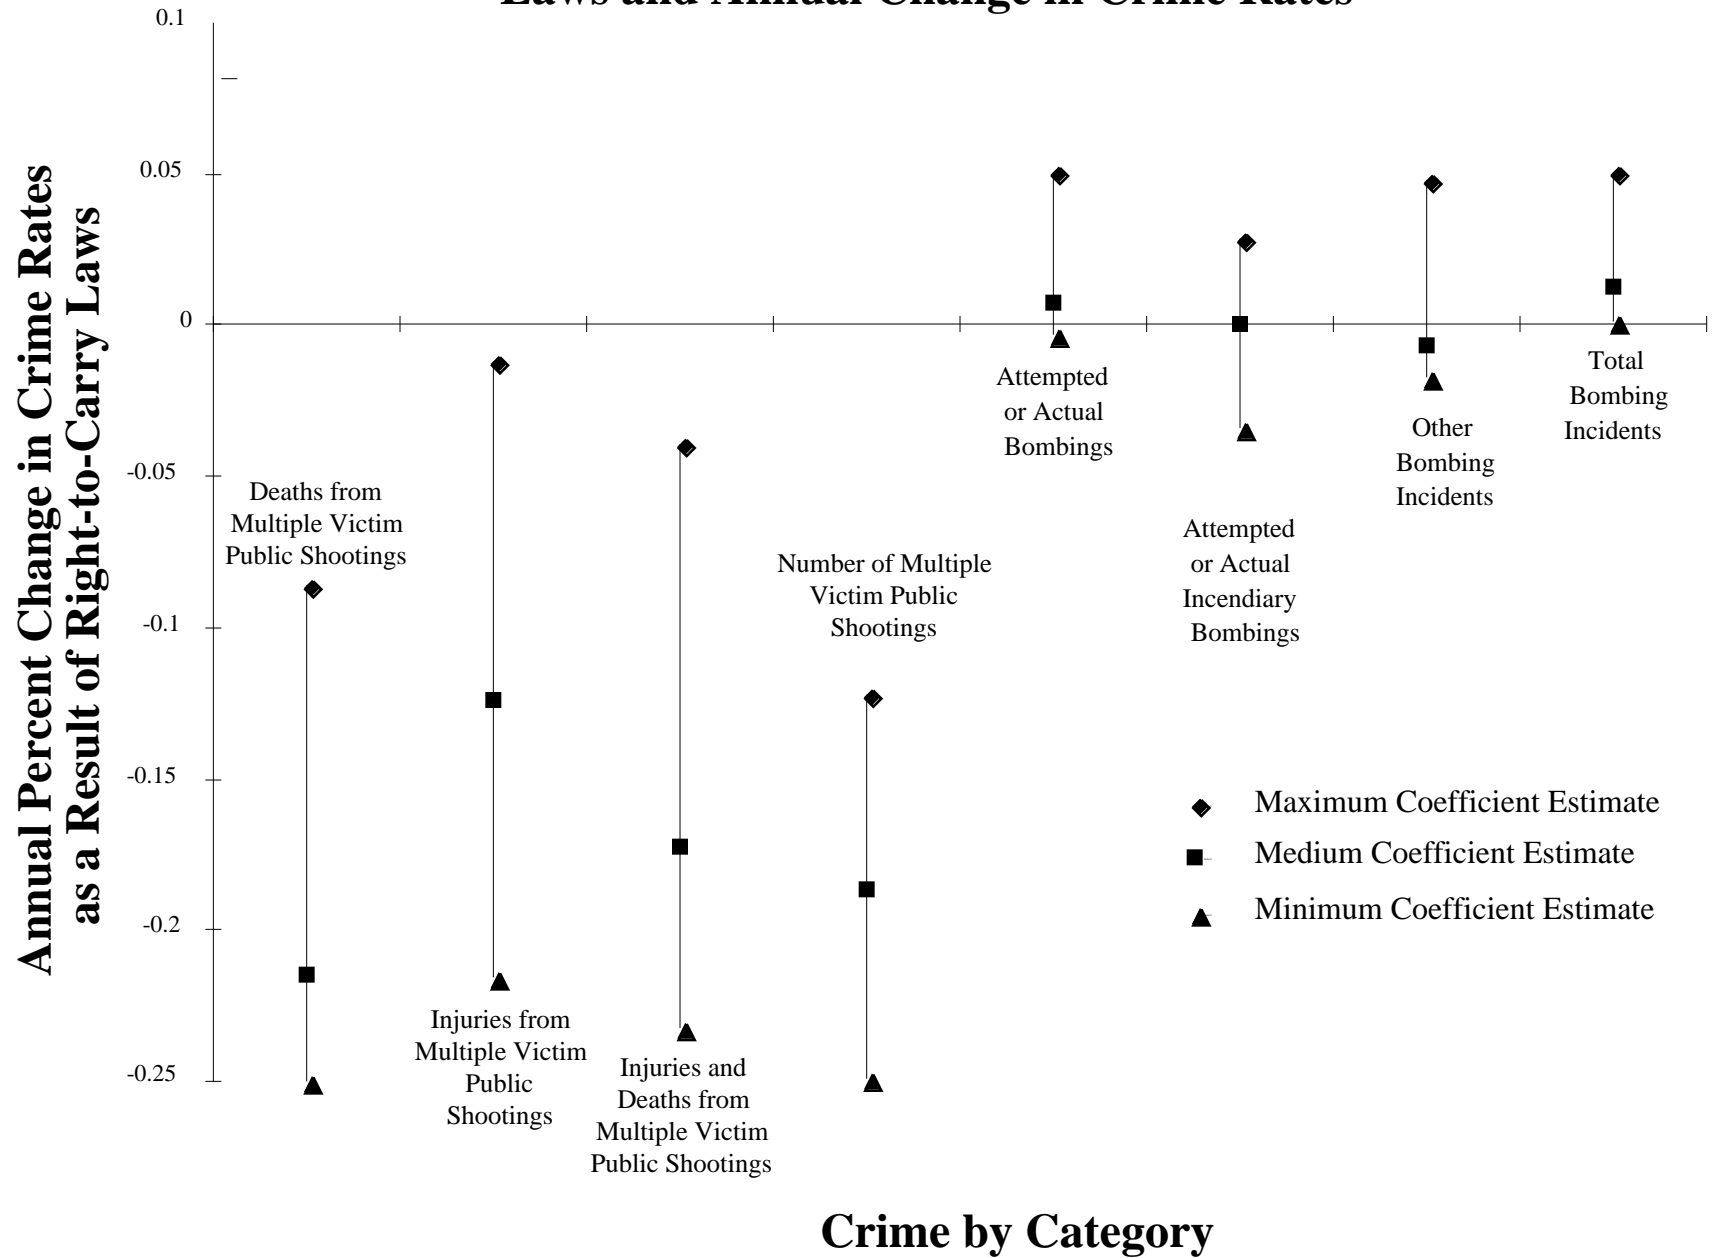 Laws and Annual Change in Crime Rates
Annual Percent Change in Crime Rates
as a Result of Right-to-Carry Laws
0.1
0.05
0
-0.05
-0.1
-0.15
-0.2
-0.25
Deaths from
Multiple Victim
Public Shootings
Injuries from
Multiple Victim
Public
Shootings
Injuries and
Deaths from
Multiple Victim
Public Shootings
Number of Multiple
Victim Public
Shootings
Attempted
or Actual
Bombings
Attempted
or Actual
Incendiary
Bombings
Other
Bombing
Incidents
Total
Bombing
Incidents
Maximum Coefficient Estimate
Medium Coefficient Estimate
Minimum Coefficient Estimate
Crime by Category